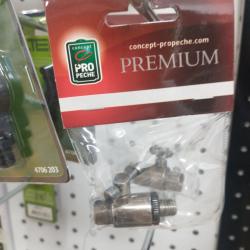 concept
PRO
PECHE
concept-propeche.com
PREMIUM
4706 203